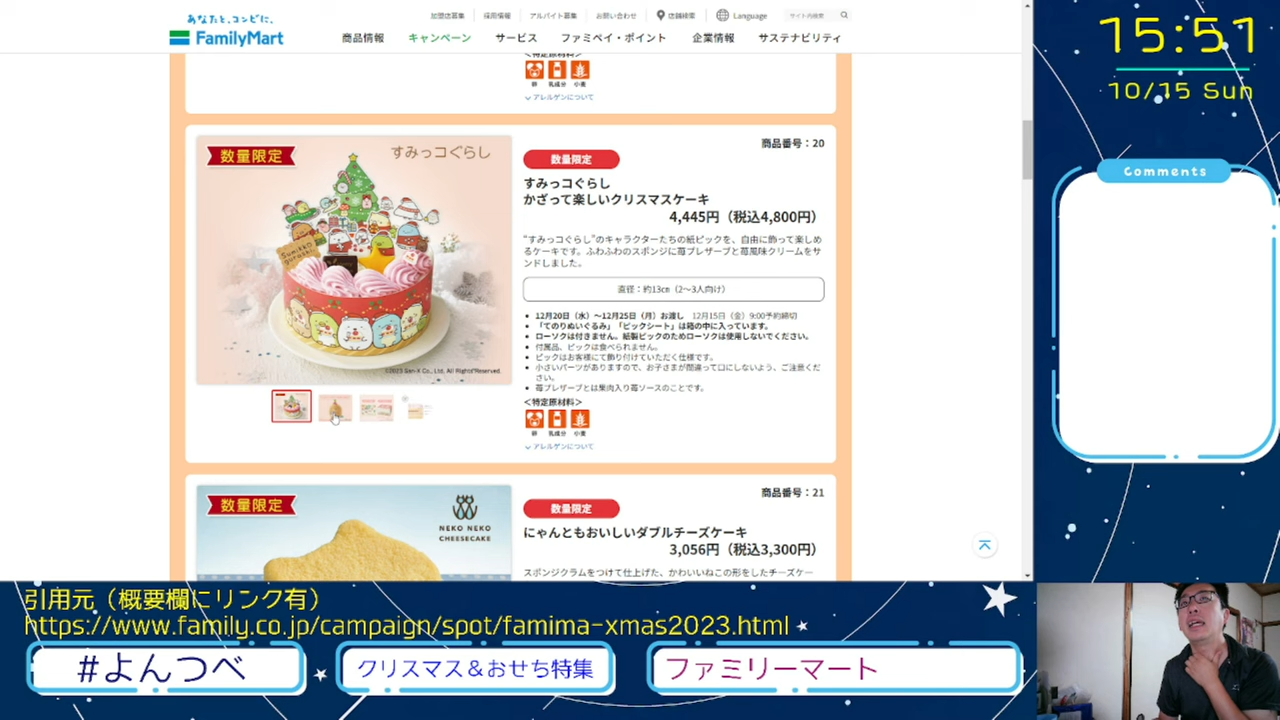 あなたと、コンビに、
FamilyMart
加盟店募集
採用情報
アルバイト募集
お問い合わせ
店舗検索
Language
サイト内検索
商品情報
キャンペーン
サービス
ファミペイ・ポイント
企業情報
サステナビリティ
15:51
10/15 Sun
Comments
<特定原材料>
卵
乳成分
小麦
アレルゲンについて
数量限定
すみっコぐらし
©2023 San-X Co., Ltd. All Rights Reserved.
商品番号：20
数量限定
すみっコぐらし
かざって楽しいクリスマスケーキ
4,445円（税込4,800円）
“すみっコぐらし”のキャラクターたちの紙ピックを、自由に飾って楽しめ
るケーキです。ふわふわのスポンジに苺プレザーブと苺風味クリームをサ
ンドしました。
直径：約13㎝（2～3人向け）
12月20日（水）～12月25日（月）お渡し 12月15日（金）9:00予約締切
「てのりぬいぐるみ」「ピックシート」は箱の中に入っています。
ローソクは付きません。紙製ピックのためローソクは使用しないでください。
付属品、ピックは食べられません。
ピックはお客様にて飾り付けていただく仕様です。
小さいパーツがありますので、お子さまが間違って口にしないよう、ご注意くだ
さい。
苺プレザーブとは果肉入り苺ソースのことです。
<特定原材料>
卵
乳成分
小麦
アレルゲンについて
数量限定
NEKO NEKO
CHEESECAKE
商品番号：21
数量限定
にゃんともおいしいダブルチーズケーキ
3,056円（税込3,300円）
スポンジクラムをつけて仕上げた、かわいいねこの形をしたチーズケー
引用元（概要欄にリンク有）
https://www.family.co.jp/campaign/spot/famima-xmas2023.html
#よんつべ
クリスマス＆おせち特集
ファミリーマート